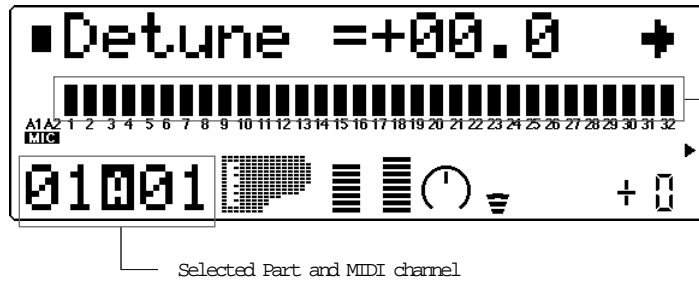 Detune =+00.0
A1 A2 1 2 3 4 5 6 7 8 9 10 11 12 13 14 15 16 17 18 19 20 21 22 23 24 25 26 27 28 29 30 31 32
MIC
01A01 + 0
Selected Part and MIDI channel